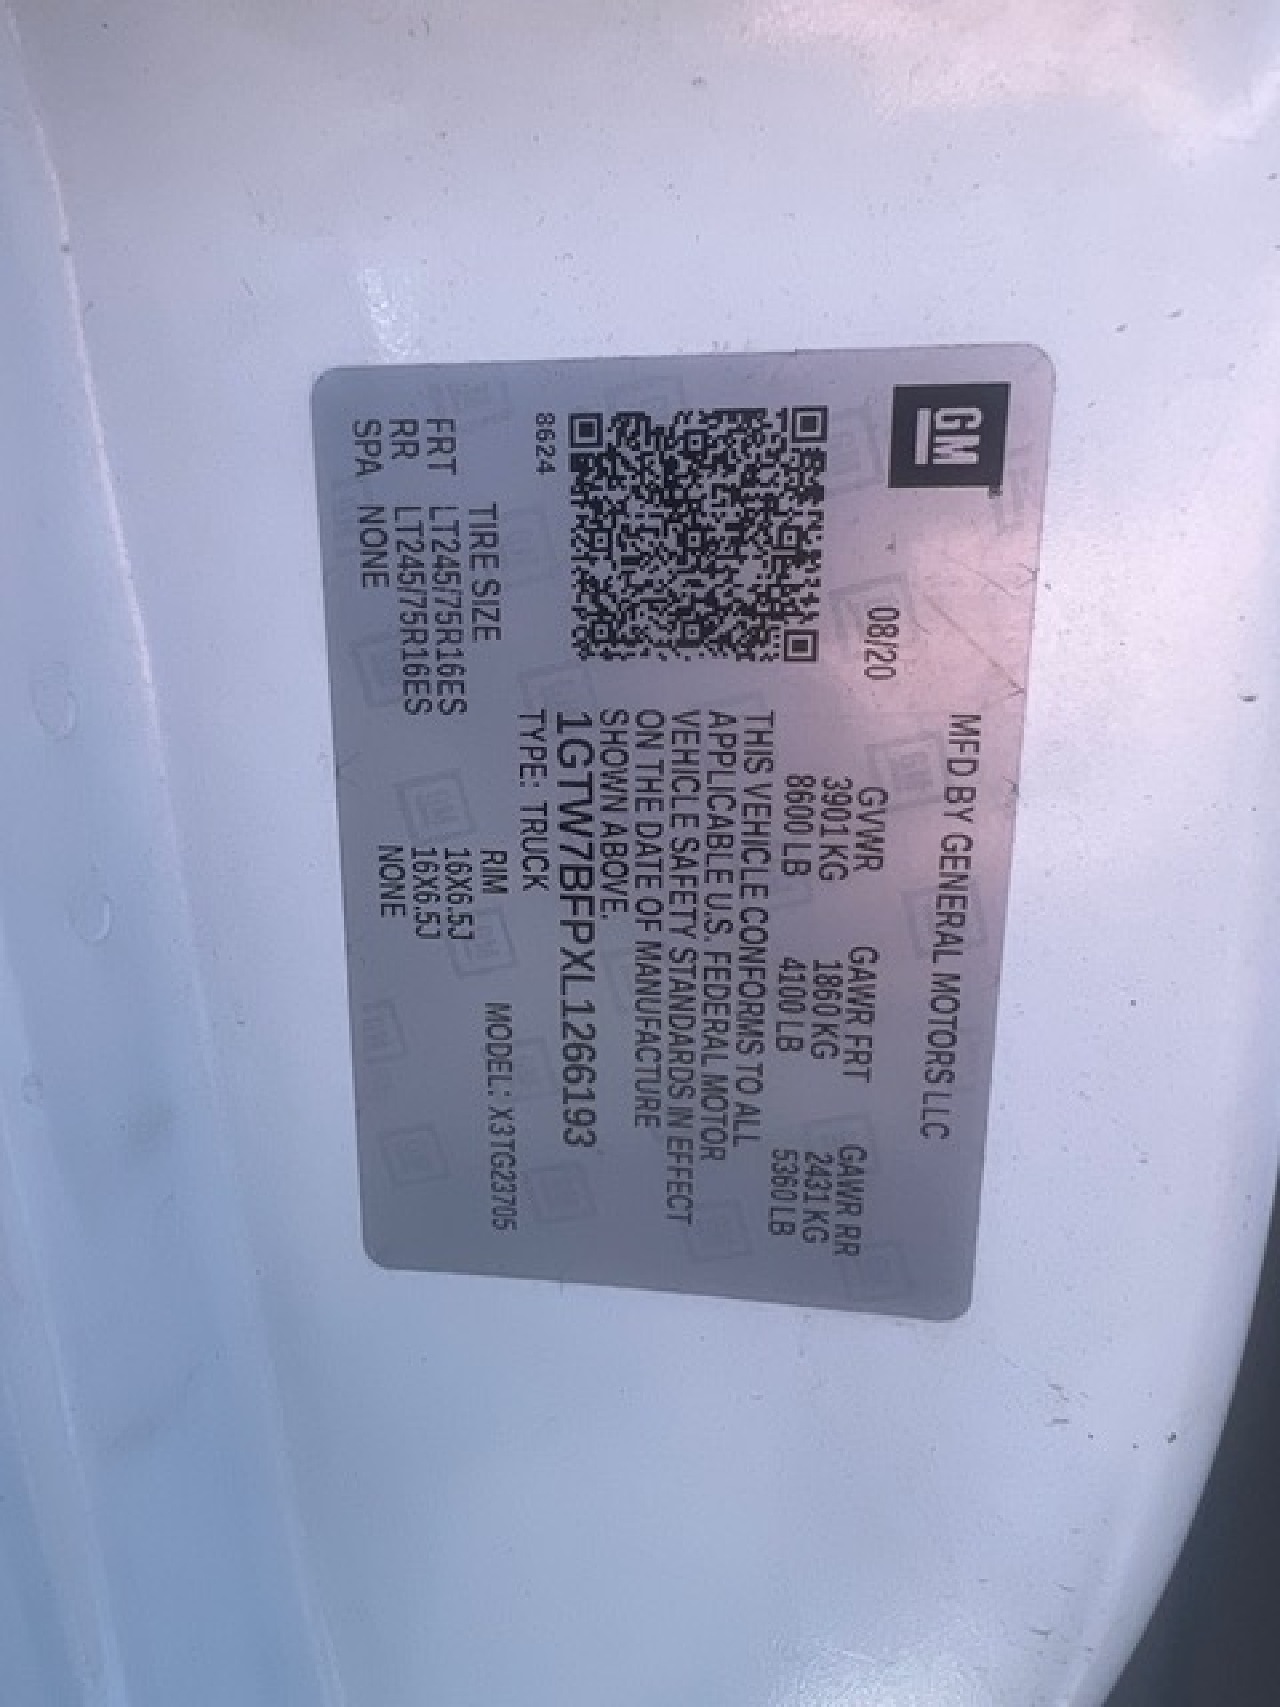 GM
MFD BY GENERAL MOTORS LLC
08/20
GVWR GAWR FRT GAWR RR
3901 KG 1860 KG 2431 KG
8600 LB 4100 LB 5360 LB
THIS VEHICLE CONFORMS TO ALL
APPLICABLE U.S. FEDERAL MOTOR
VEHICLE SAFETY STANDARDS IN EFFECT
ON THE DATE OF MANUFACTURE
SHOWN ABOVE.
1GTW7BFPXL1266193
8624
TYPE: TRUCK
TIRE SIZE RIM MODEL: X3TG23705
FRT LT245/75R16ES 16X6.5J
RR LT245/75R16ES 16X6.5J
SPA NONE NONE